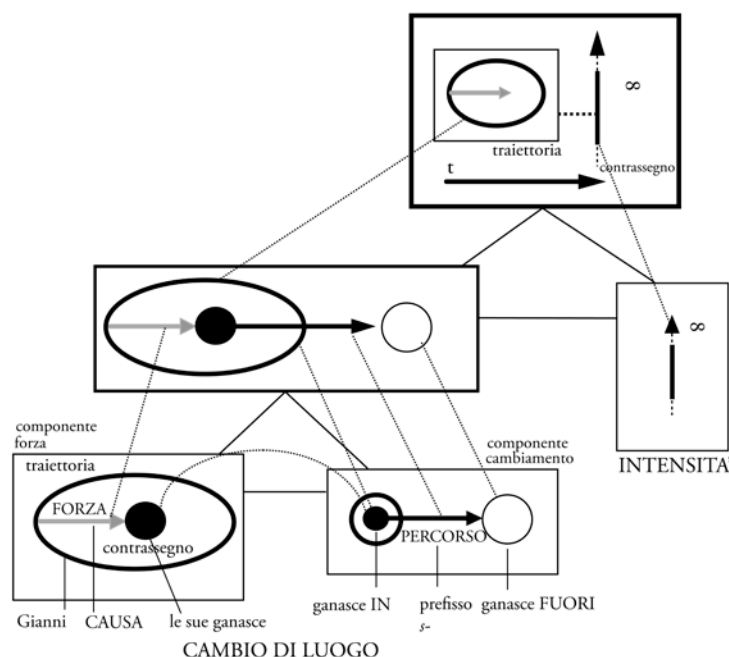 ∞
traiettoria
contrassegno
t
∞
INTENSITA'
componente
forza
traiettoria
FORZA
contrassegno
componente
cambiamento
PERCORSO
Gianni
CAUSA
le sue ganasce
ganasce IN
prefisso
s-
ganasce FUORI
CAMBIO DI LUOGO